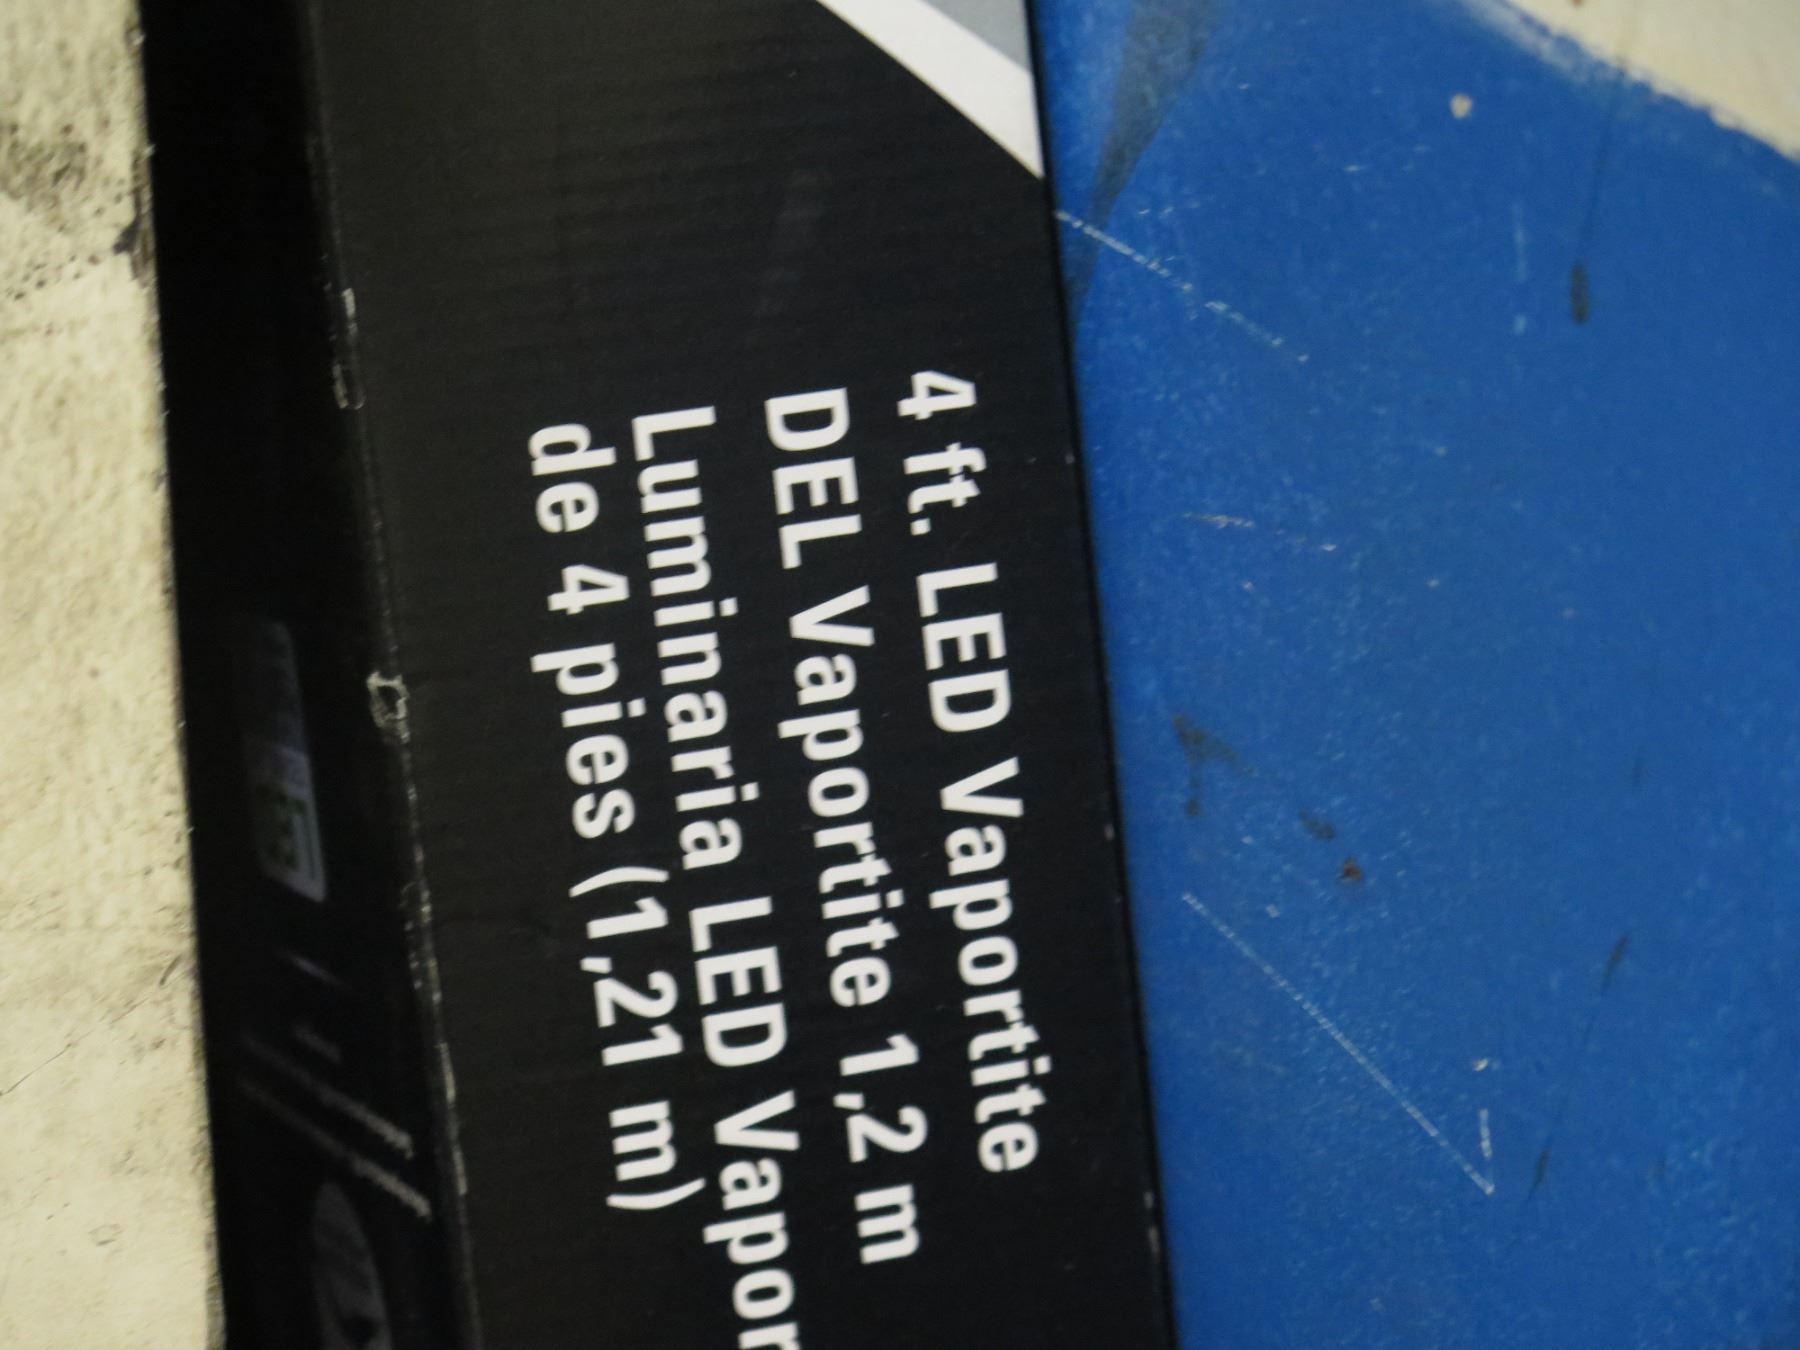 4 ft. LED Vaportite
DEL Vaportite 1,2 m
Luminaria LED Vapor
de 4 pies (1,21 m)